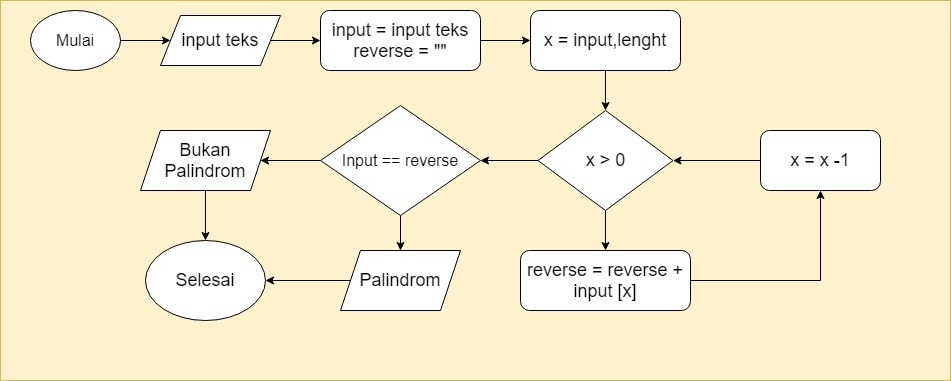 Mulai
input teks
input = input teks
reverse = ""
x = input,lenght
Bukan
Palindrom
Input == reverse
x > 0
x = x -1
Selesai
Palindrom
reverse = reverse +
input [x]